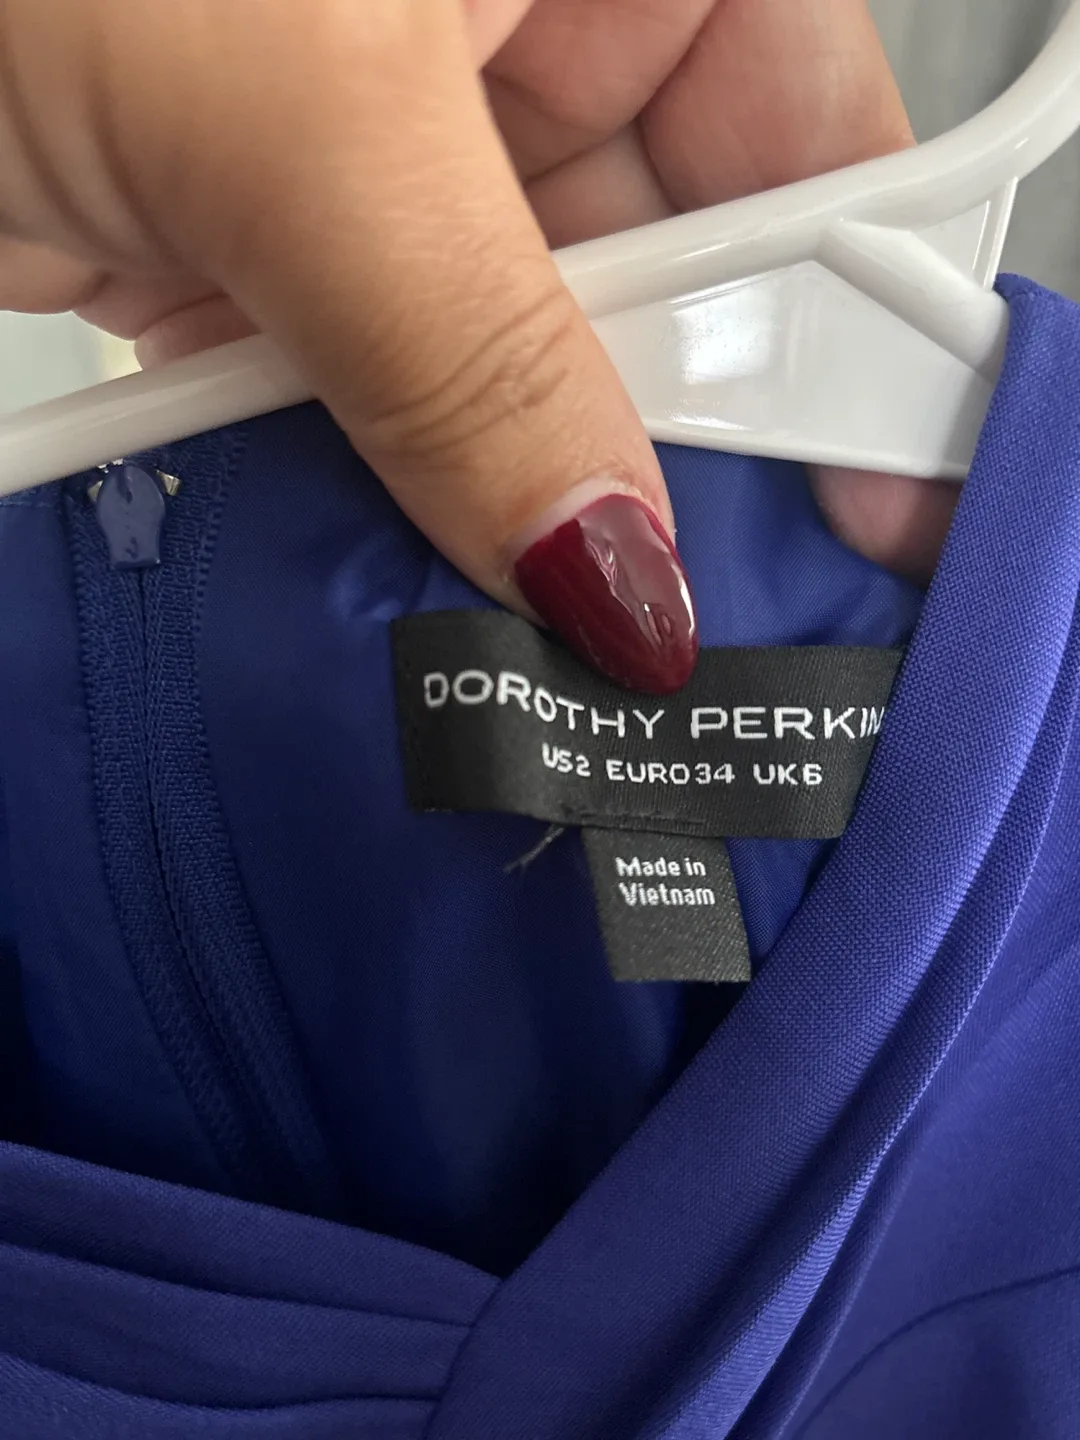 DOROTHY PERKIN
US2 EURO34 UK6
Made in
Vietnam